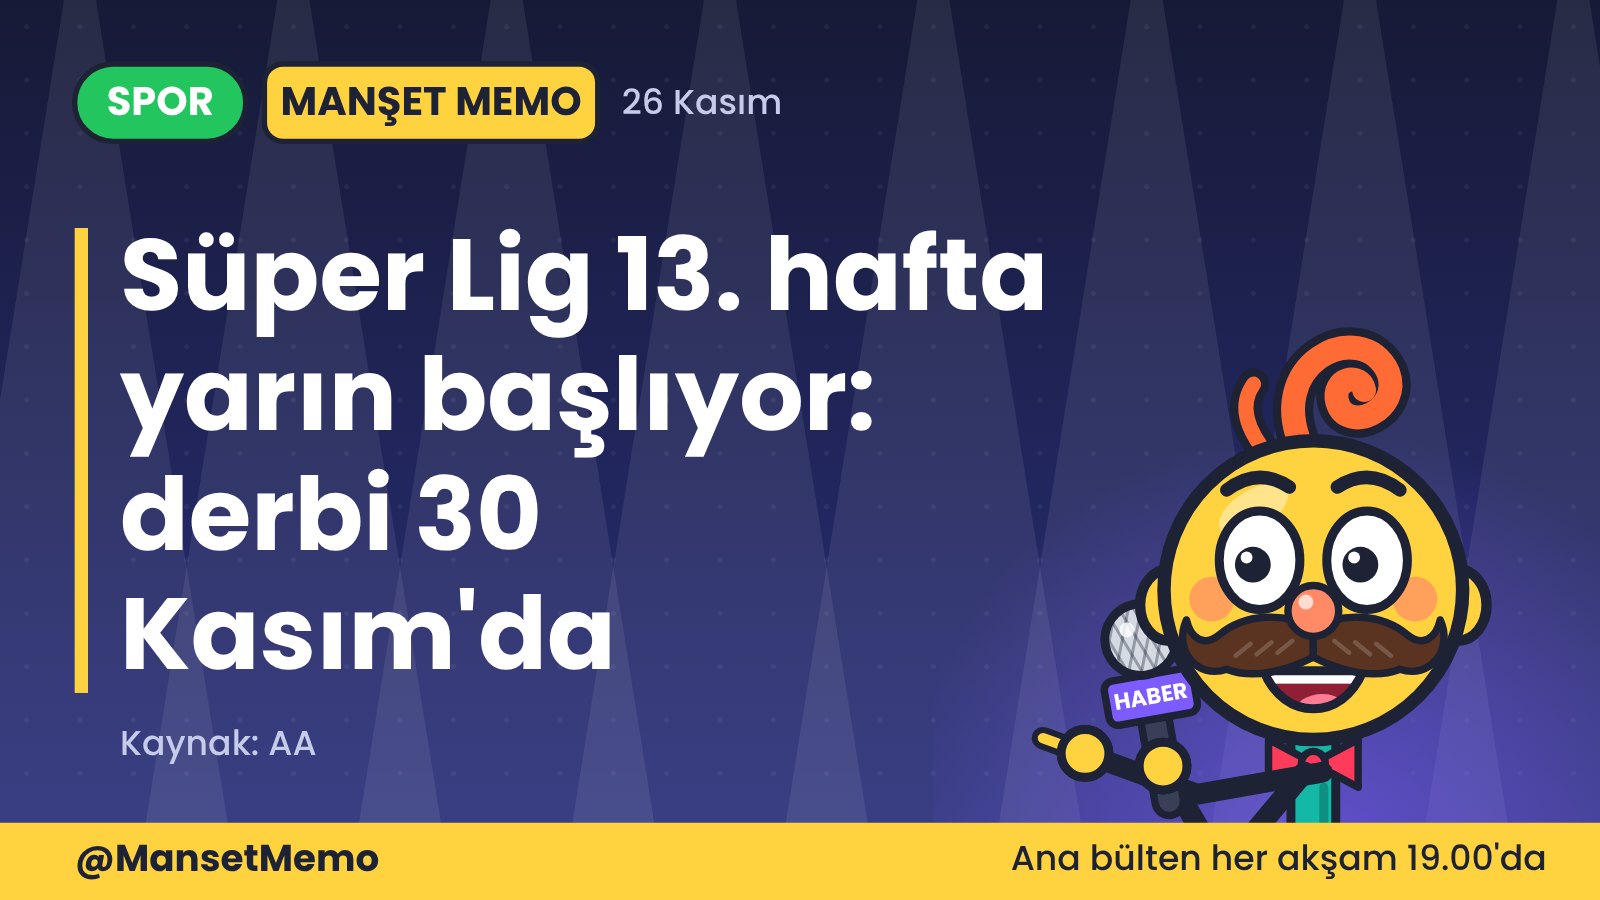 SPOR MANŞET MEMO 26 Kasım
Süper Lig 13. hafta
yarın başlıyor:
derbi 30
Kasım'da
Kaynak: AA
HABER
@MansetMemo Ana bülten her akşam 19.00'da